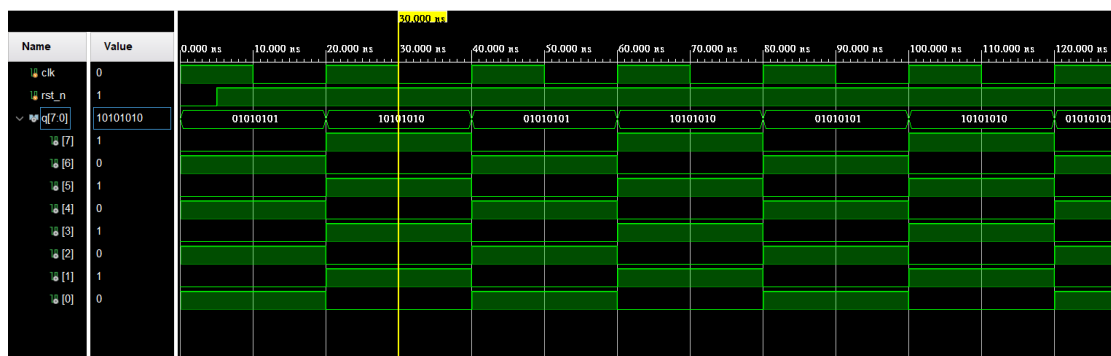 30.000 ns
Name Value 0.000 ns 10.000 ns 20.000 ns 30.000 ns 40.000 ns 50.000 ns 60.000 ns 70.000 ns 80.000 ns 90.000 ns 100.000 ns 110.000 ns 120.000 ns
clk 0
rst_n 1
q[7:0] 10101010 01010101 10101010 01010101 10101010 01010101 10101010 01010101
[7] 1
[6] 0
[5] 1
[4] 0
[3] 1
[2] 0
[1] 1
[0] 0